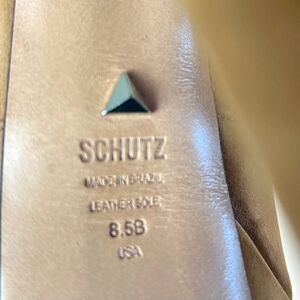 SCHUTZ
MADE IN BRAZIL
LEATHER SOLE
8.5B
USA